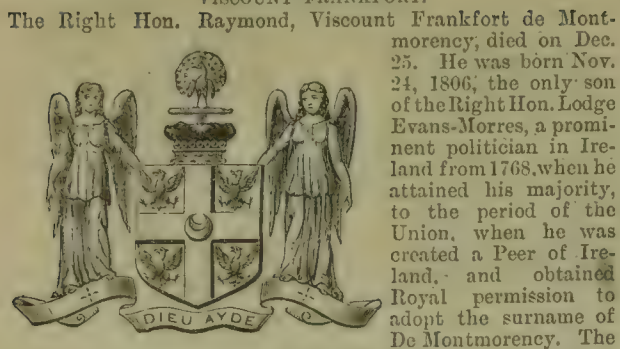 VISCOUNT FRANKFORT.
The Right Hon. Raymond, Viscount Frankfort de Mont-
morency, died on Dec.
25. He was born Nov.
24, 1806, the only son
of the Right Hon. Lodge
Evans-Morres, a promi-
nent politician in Ire-
land from 1768, when he
attained his majority,
to the period of the
Union, when he was
created a Peer of Ire-
land, and obtained
Royal permission to
adopt the surname of
De Montmorency. The
DIEU AYDE